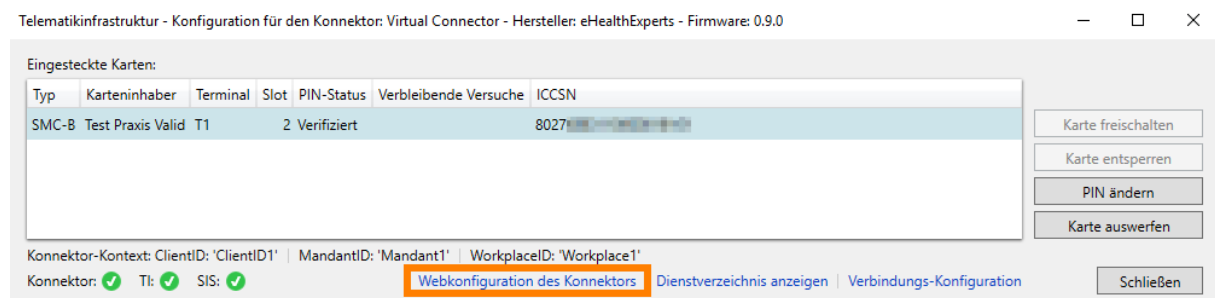 Telematikinfrastruktur - Konfiguration für den Konnektor: Virtual Connector - Hersteller: eHealthExperts - Firmware: 0.9.0
Eingesteckte Karten:
Typ Karteninhaber Terminal Slot PIN-Status Verbleibende Versuche ICCSN
SMC-B Test Praxis Valid T1 2 Verifiziert 8027
Karte freischalten
Karte entsperren
PIN ändern
Karte auswerfen
Konnektor-Kontext: ClientID: 'ClientID1' | MandantID: 'Mandant1' | WorkplaceID: 'Workplace1'
Konnektor: TI: SIS: Webkonfiguration des Konnektors Dienstverzeichnis anzeigen | Verbindungs-Konfiguration Schließen